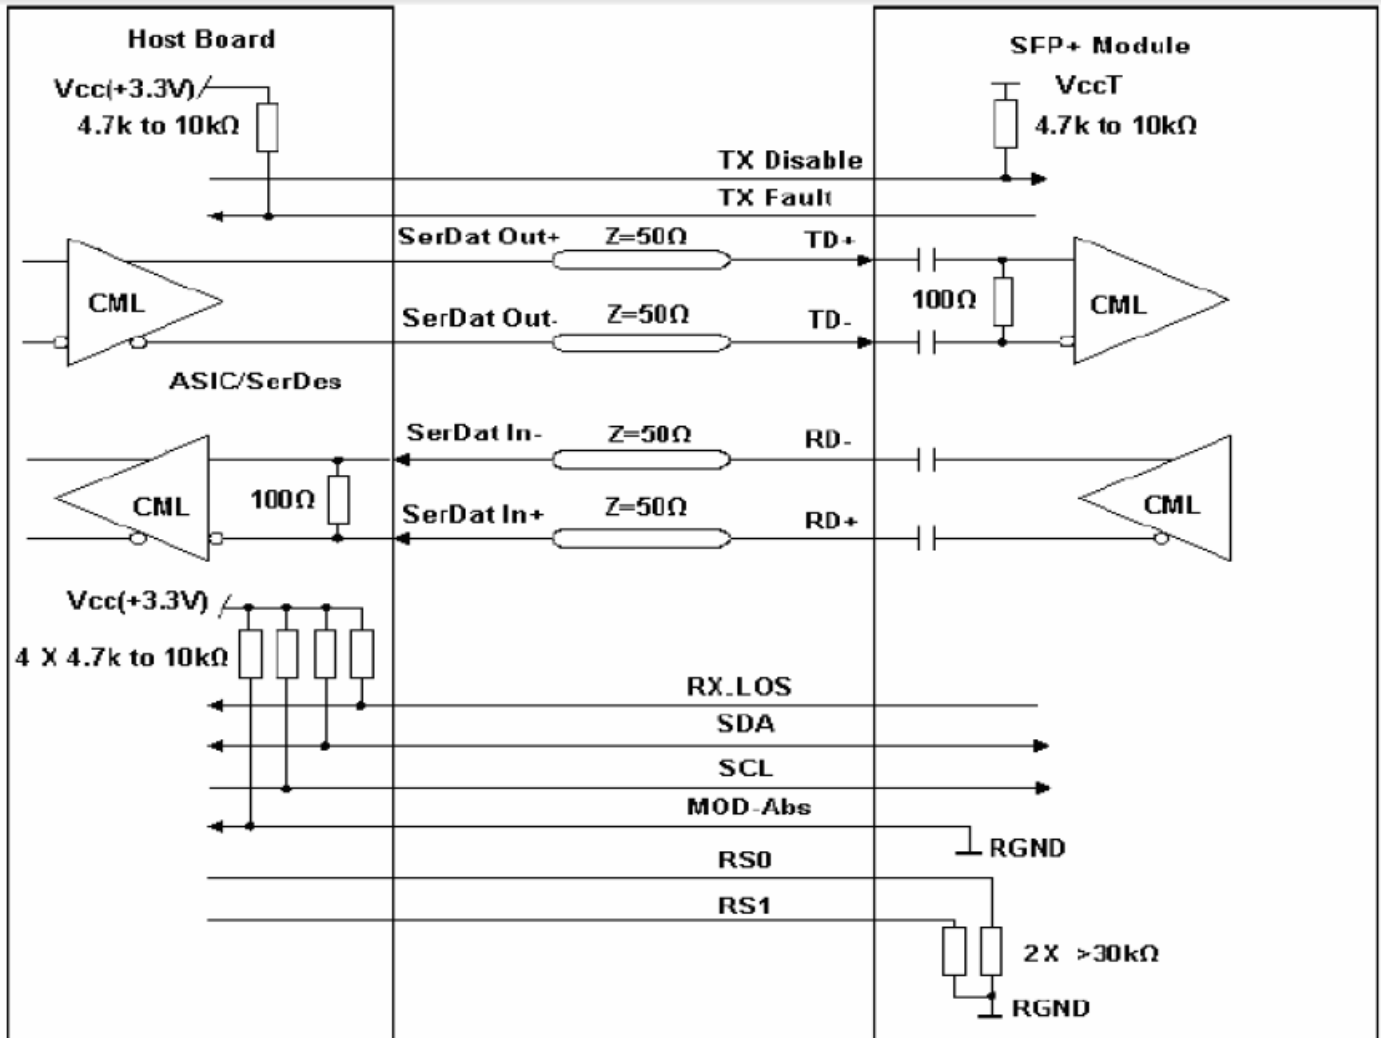 Host Board
SFP+ Module
Vcc(+3.3V)
VccT
4.7k to 10kΩ
4.7k to 10kΩ
TX Disable
TX Fault
SerDat Out+
Z=50Ω
TD+
CML
100Ω
CML
SerDat Out-
Z=50Ω
TD-
ASIC/SerDes
SerDat In-
Z=50Ω
RD-
100Ω
CML
SerDat In+
Z=50Ω
RD+
CML
Vcc(+3.3V)
4 X 4.7k to 10kΩ
RX_LOS
SDA
SCL
MOD-Abs
RGND
RS0
RS1
2X >30kΩ
RGND